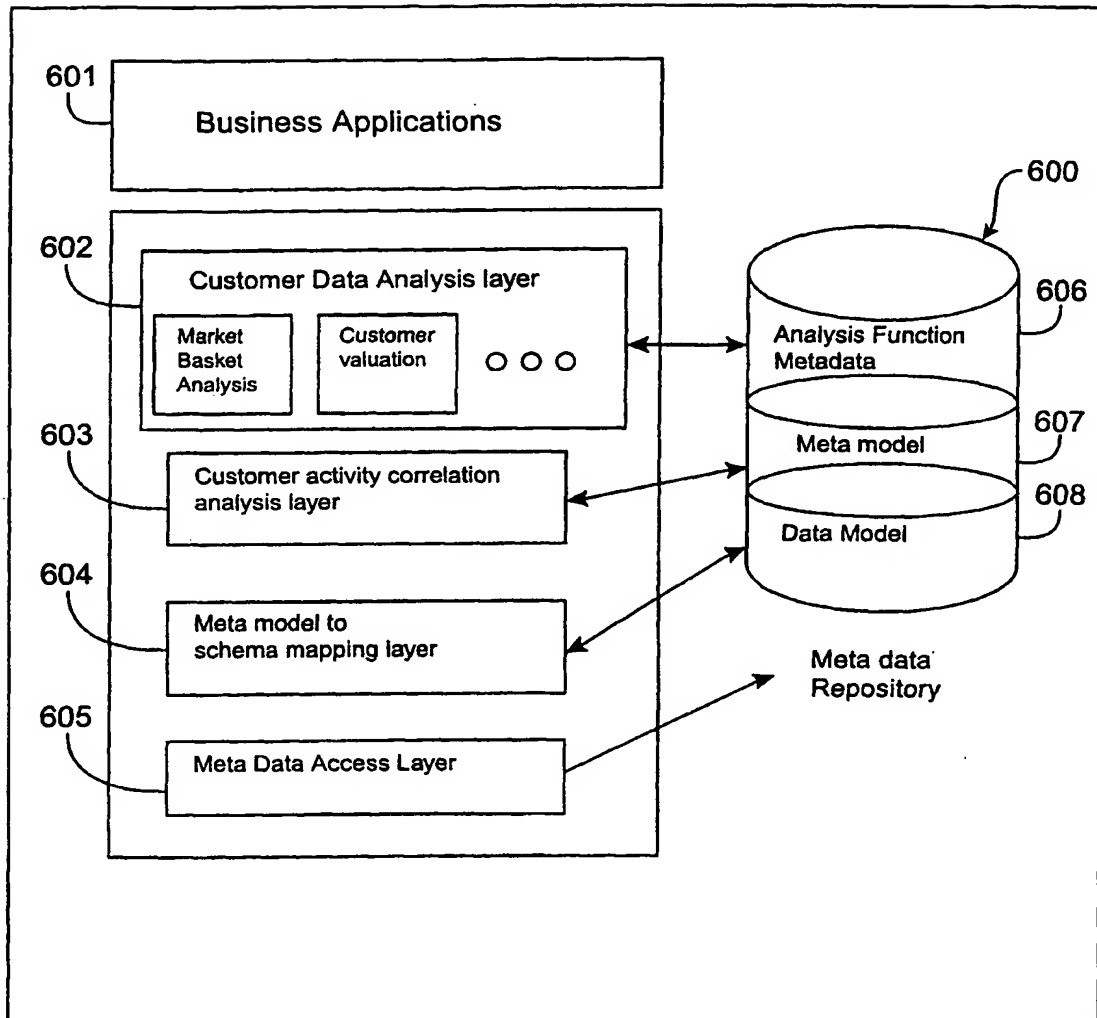 601
Business Applications
600
602
Customer Data Analysis layer
Market
Basket
Analysis
Customer
valuation
606
Analysis Function
Metadata
603
Customer activity correlation
analysis layer
607
Meta model
608
Data Model
604
Meta model to
schema mapping layer
Meta data
Repository
605
Meta Data Access Layer